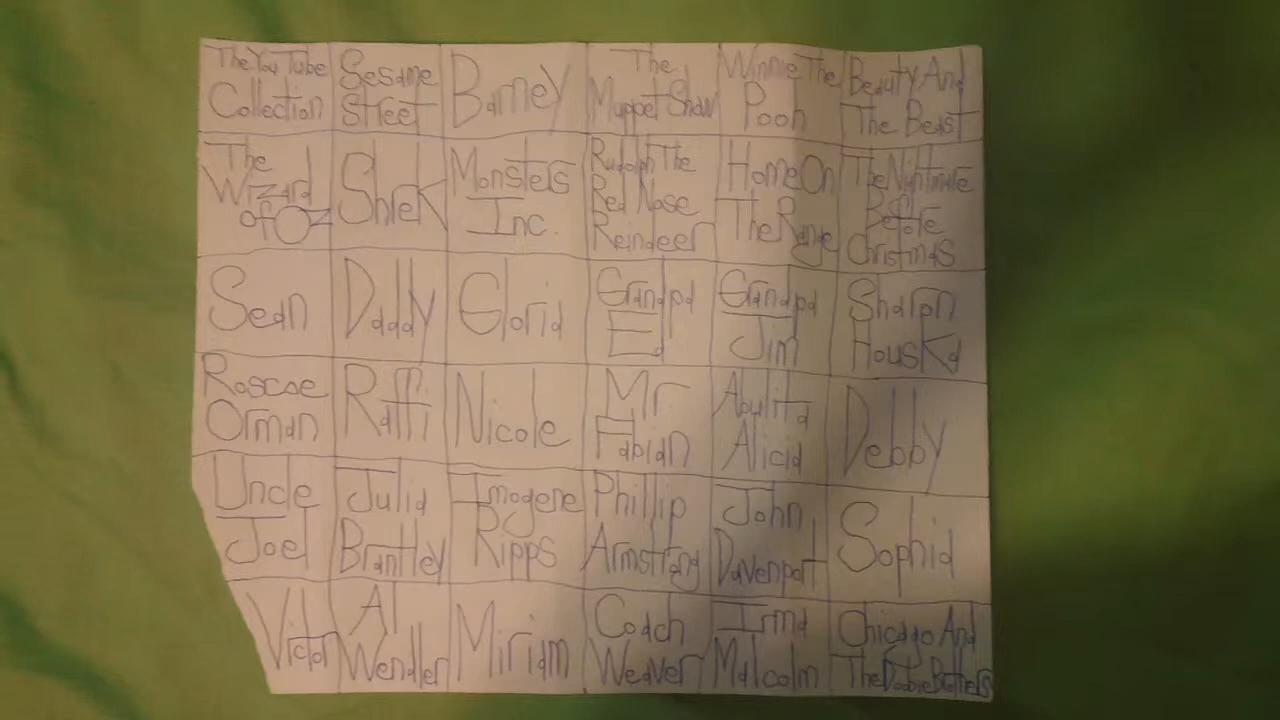 The YouTube Collection
Sesame Street
Barney
The Muppet Show
Winnie The Pooh
Beauty And The Beast
The Wizard of Oz
Shrek
Monsters Inc.
Rudolph The Red Nose Reindeer
Home On The Range
The Nightmare Before Christmas
Sean
Daddy
Gloria
Grandpa Ed
Grandpa Jim
Sharon Houska
Roscoe Orman
Raffi
Nicole
Mr Fabian
Abulita Alicia
Debby
Uncle Joel
Julia Brantley
Imogene Ripps
Phillip Armstrong
John Davenport
Sophia
Victor
Al Wendler
Miriam
Coach Weaver
Irma Malcolm
Chicago And The Doobie Brothers